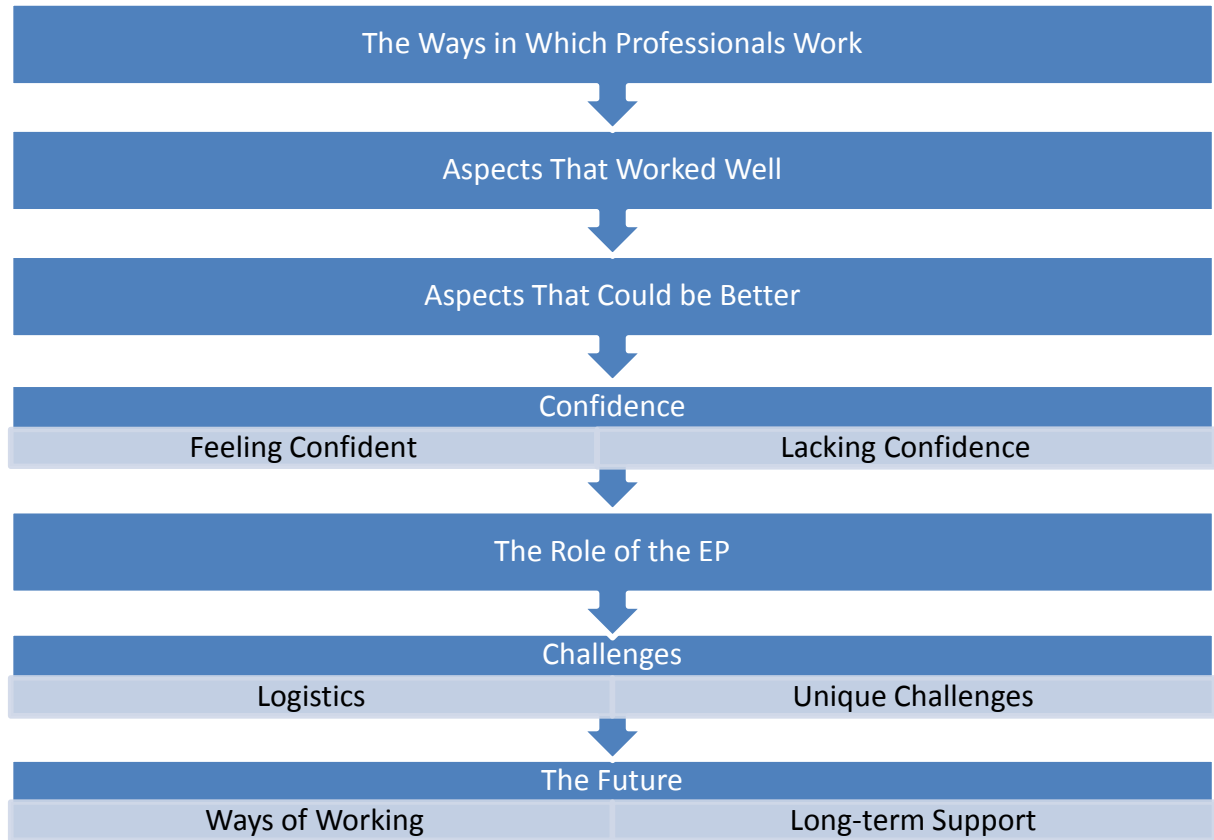 The Ways in Which Professionals Work
Aspects That Worked Well
Aspects That Could be Better
Confidence
Feeling Confident
Lacking Confidence
The Role of the EP
Challenges
Logistics
Unique Challenges
The Future
Ways of Working
Long-term Support